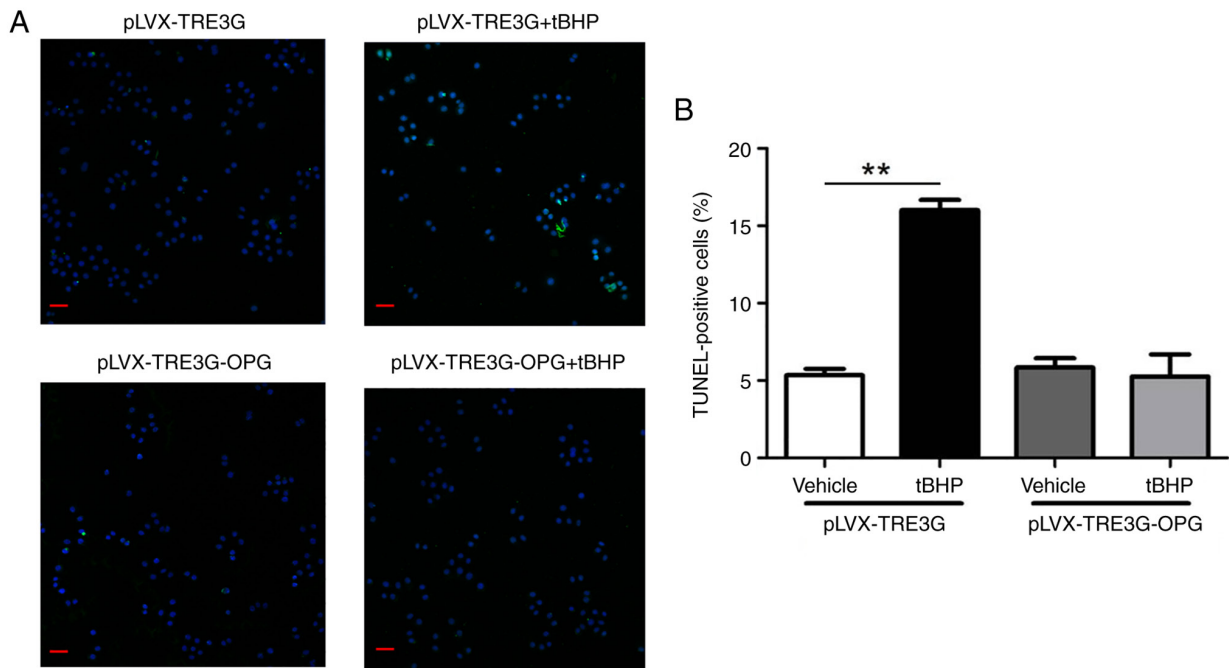 A
pLVX-TRE3G
pLVX-TRE3G+tBHP
pLVX-TRE3G-OPG
pLVX-TRE3G-OPG+tBHP
B
TUNEL-positive cells (%)
20
15
10
5
0
**
Vehicle
tBHP
Vehicle
tBHP
pLVX-TRE3G
pLVX-TRE3G-OPG